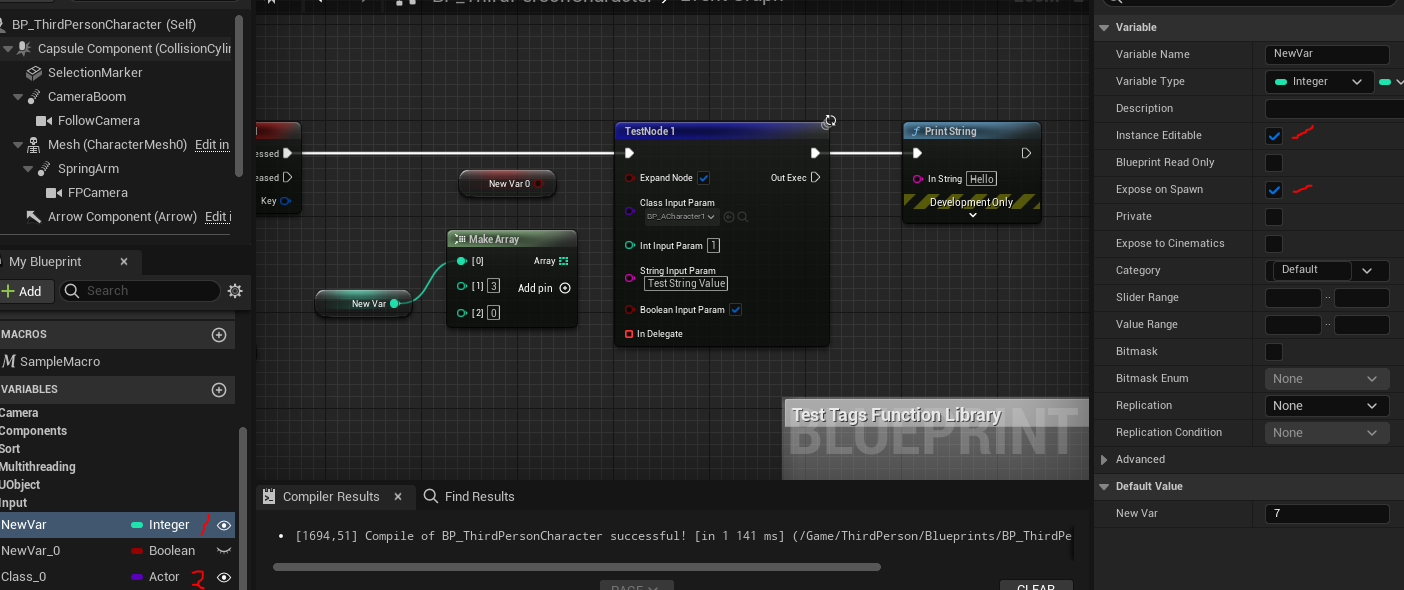 BP_ThirdPersonCharacter (Self)
Capsule Component (CollisionCylin
SelectionMarker
CameraBoom
FollowCamera
Mesh (CharacterMesh0) Edit in
SpringArm
FPCamera
Arrow Component (Arrow) Edit i
My Blueprint
Add
Search
MACROS
SampleMacro
VARIABLES
Camera
Components
Sort
Multithreading
UObject
Input
NewVar Integer 1
NewVar_0 Boolean
Class_0 Actor 2
BP_ThirdPersonCharacter > Event Graph
essed
eased
Key
New Var 0
Make Array
[0] Array
[1] 3 Add pin
[2] 0
New Var
TestNode 1
Expand Node Out Exec
Class Input Param
BP_ACharacter1
Int Input Param 1
String Input Param
Test String Value
Boolean Input Param
In Delegate
Print String
In String Hello
Development Only
Test Tags Function Library
BLUEPRINT
Compiler Results
Find Results
[1694,51] Compile of BP_ThirdPersonCharacter successful! [in 1 141 ms] (/Game/ThirdPerson/Blueprints/BP_ThirdPe
PAGE
CLEAR
Variable
Variable Name NewVar
Variable Type Integer
Description
Instance Editable
Blueprint Read Only
Expose on Spawn
Private
Expose to Cinematics
Category Default
Slider Range ..
Value Range ..
Bitmask
Bitmask Enum None
Replication None
Replication Condition None
Advanced
Default Value
New Var 7